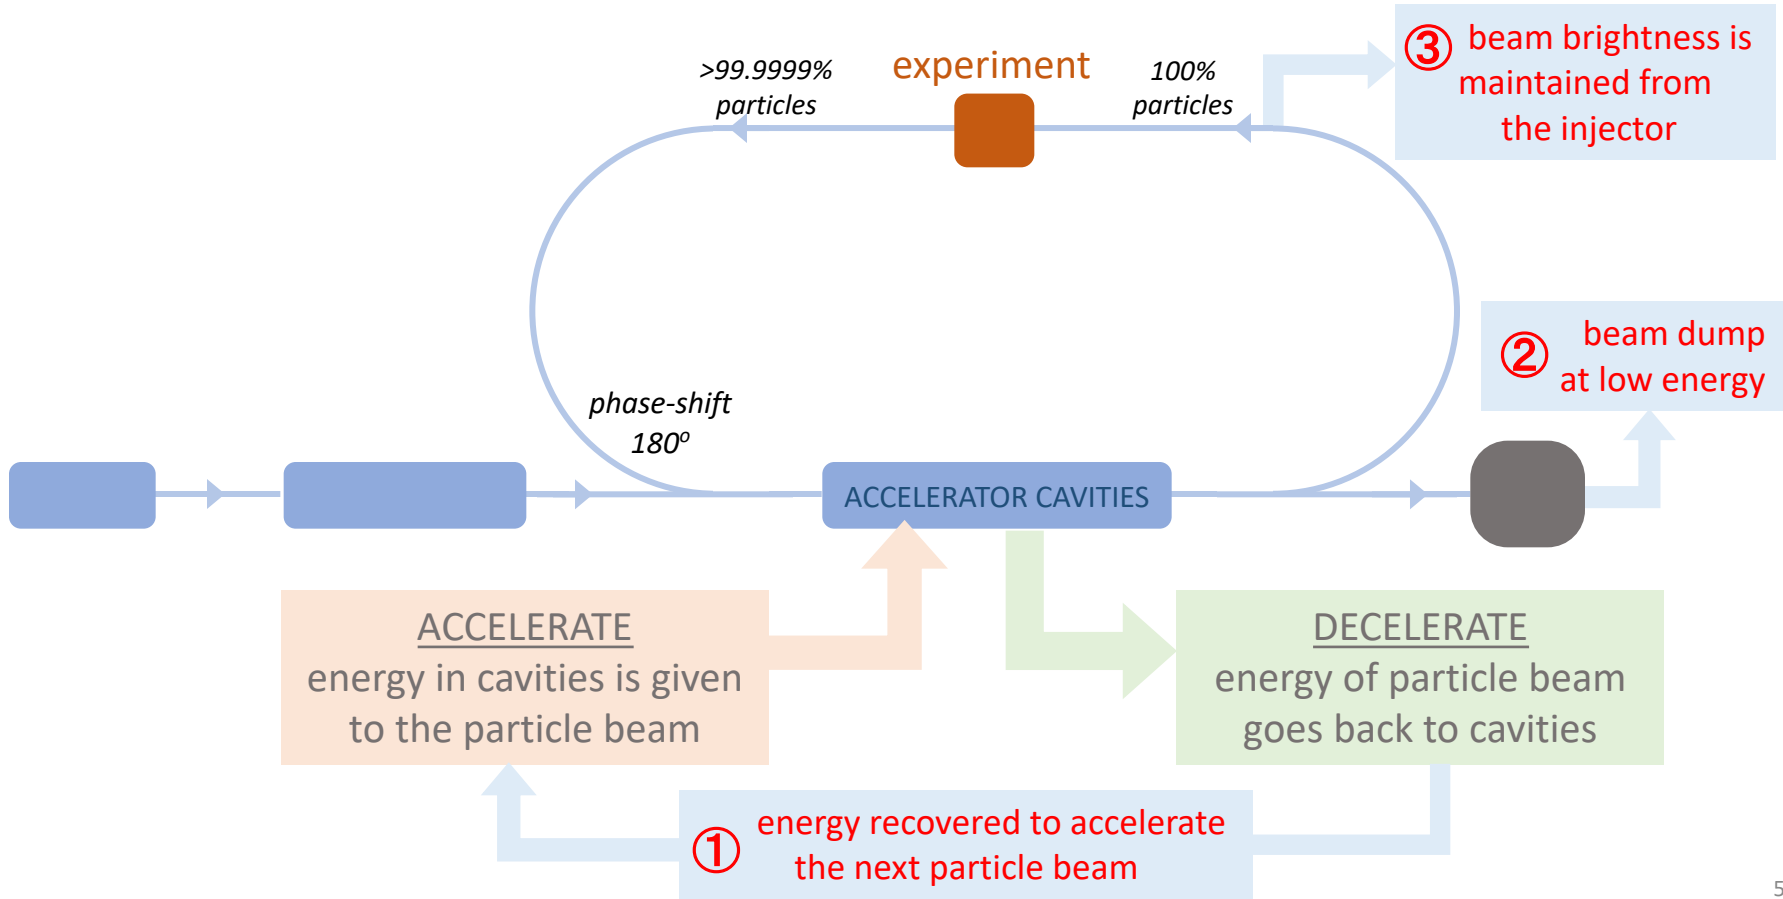 >99.9999%
particles
experiment
100%
particles
③ beam brightness is
maintained from
the injector
② beam dump
at low energy
phase-shift
180º
ACCELERATOR CAVITIES
ACCELERATE
energy in cavities is given
to the particle beam
DECELERATE
energy of particle beam
goes back to cavities
① energy recovered to accelerate
the next particle beam
5